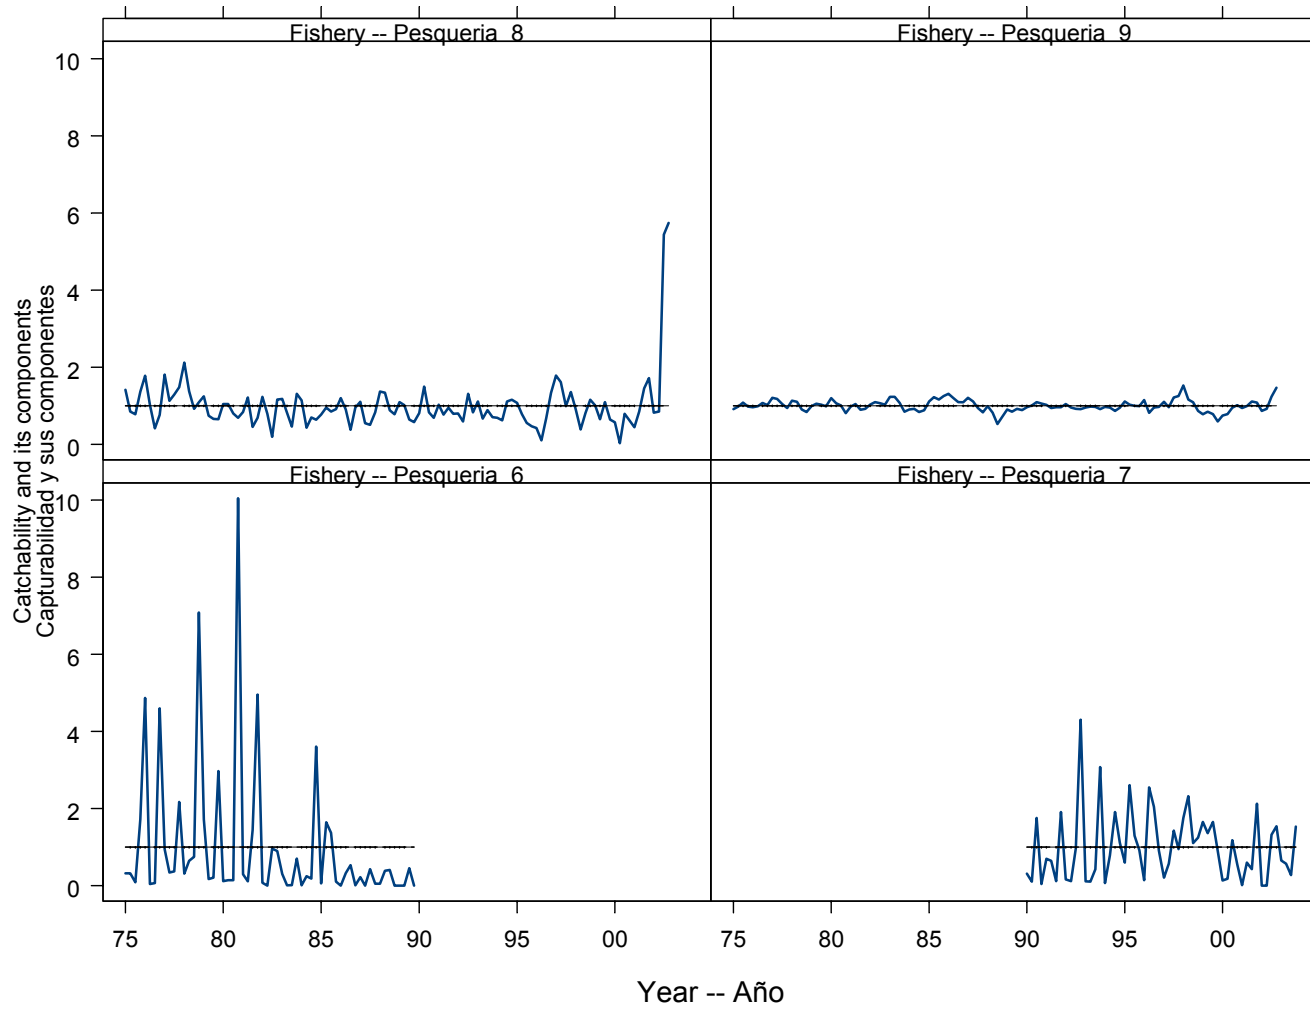 Fishery -- Pesqueria 8
Fishery -- Pesqueria 9
10
8
6
4
2
0
Catchability and its components
Capturabilidad y sus componentes
Fishery -- Pesqueria 6
Fishery -- Pesqueria 7
10
8
6
4
2
0
75 80 85 90 95 00
75 80 85 90 95 00
Year -- Año